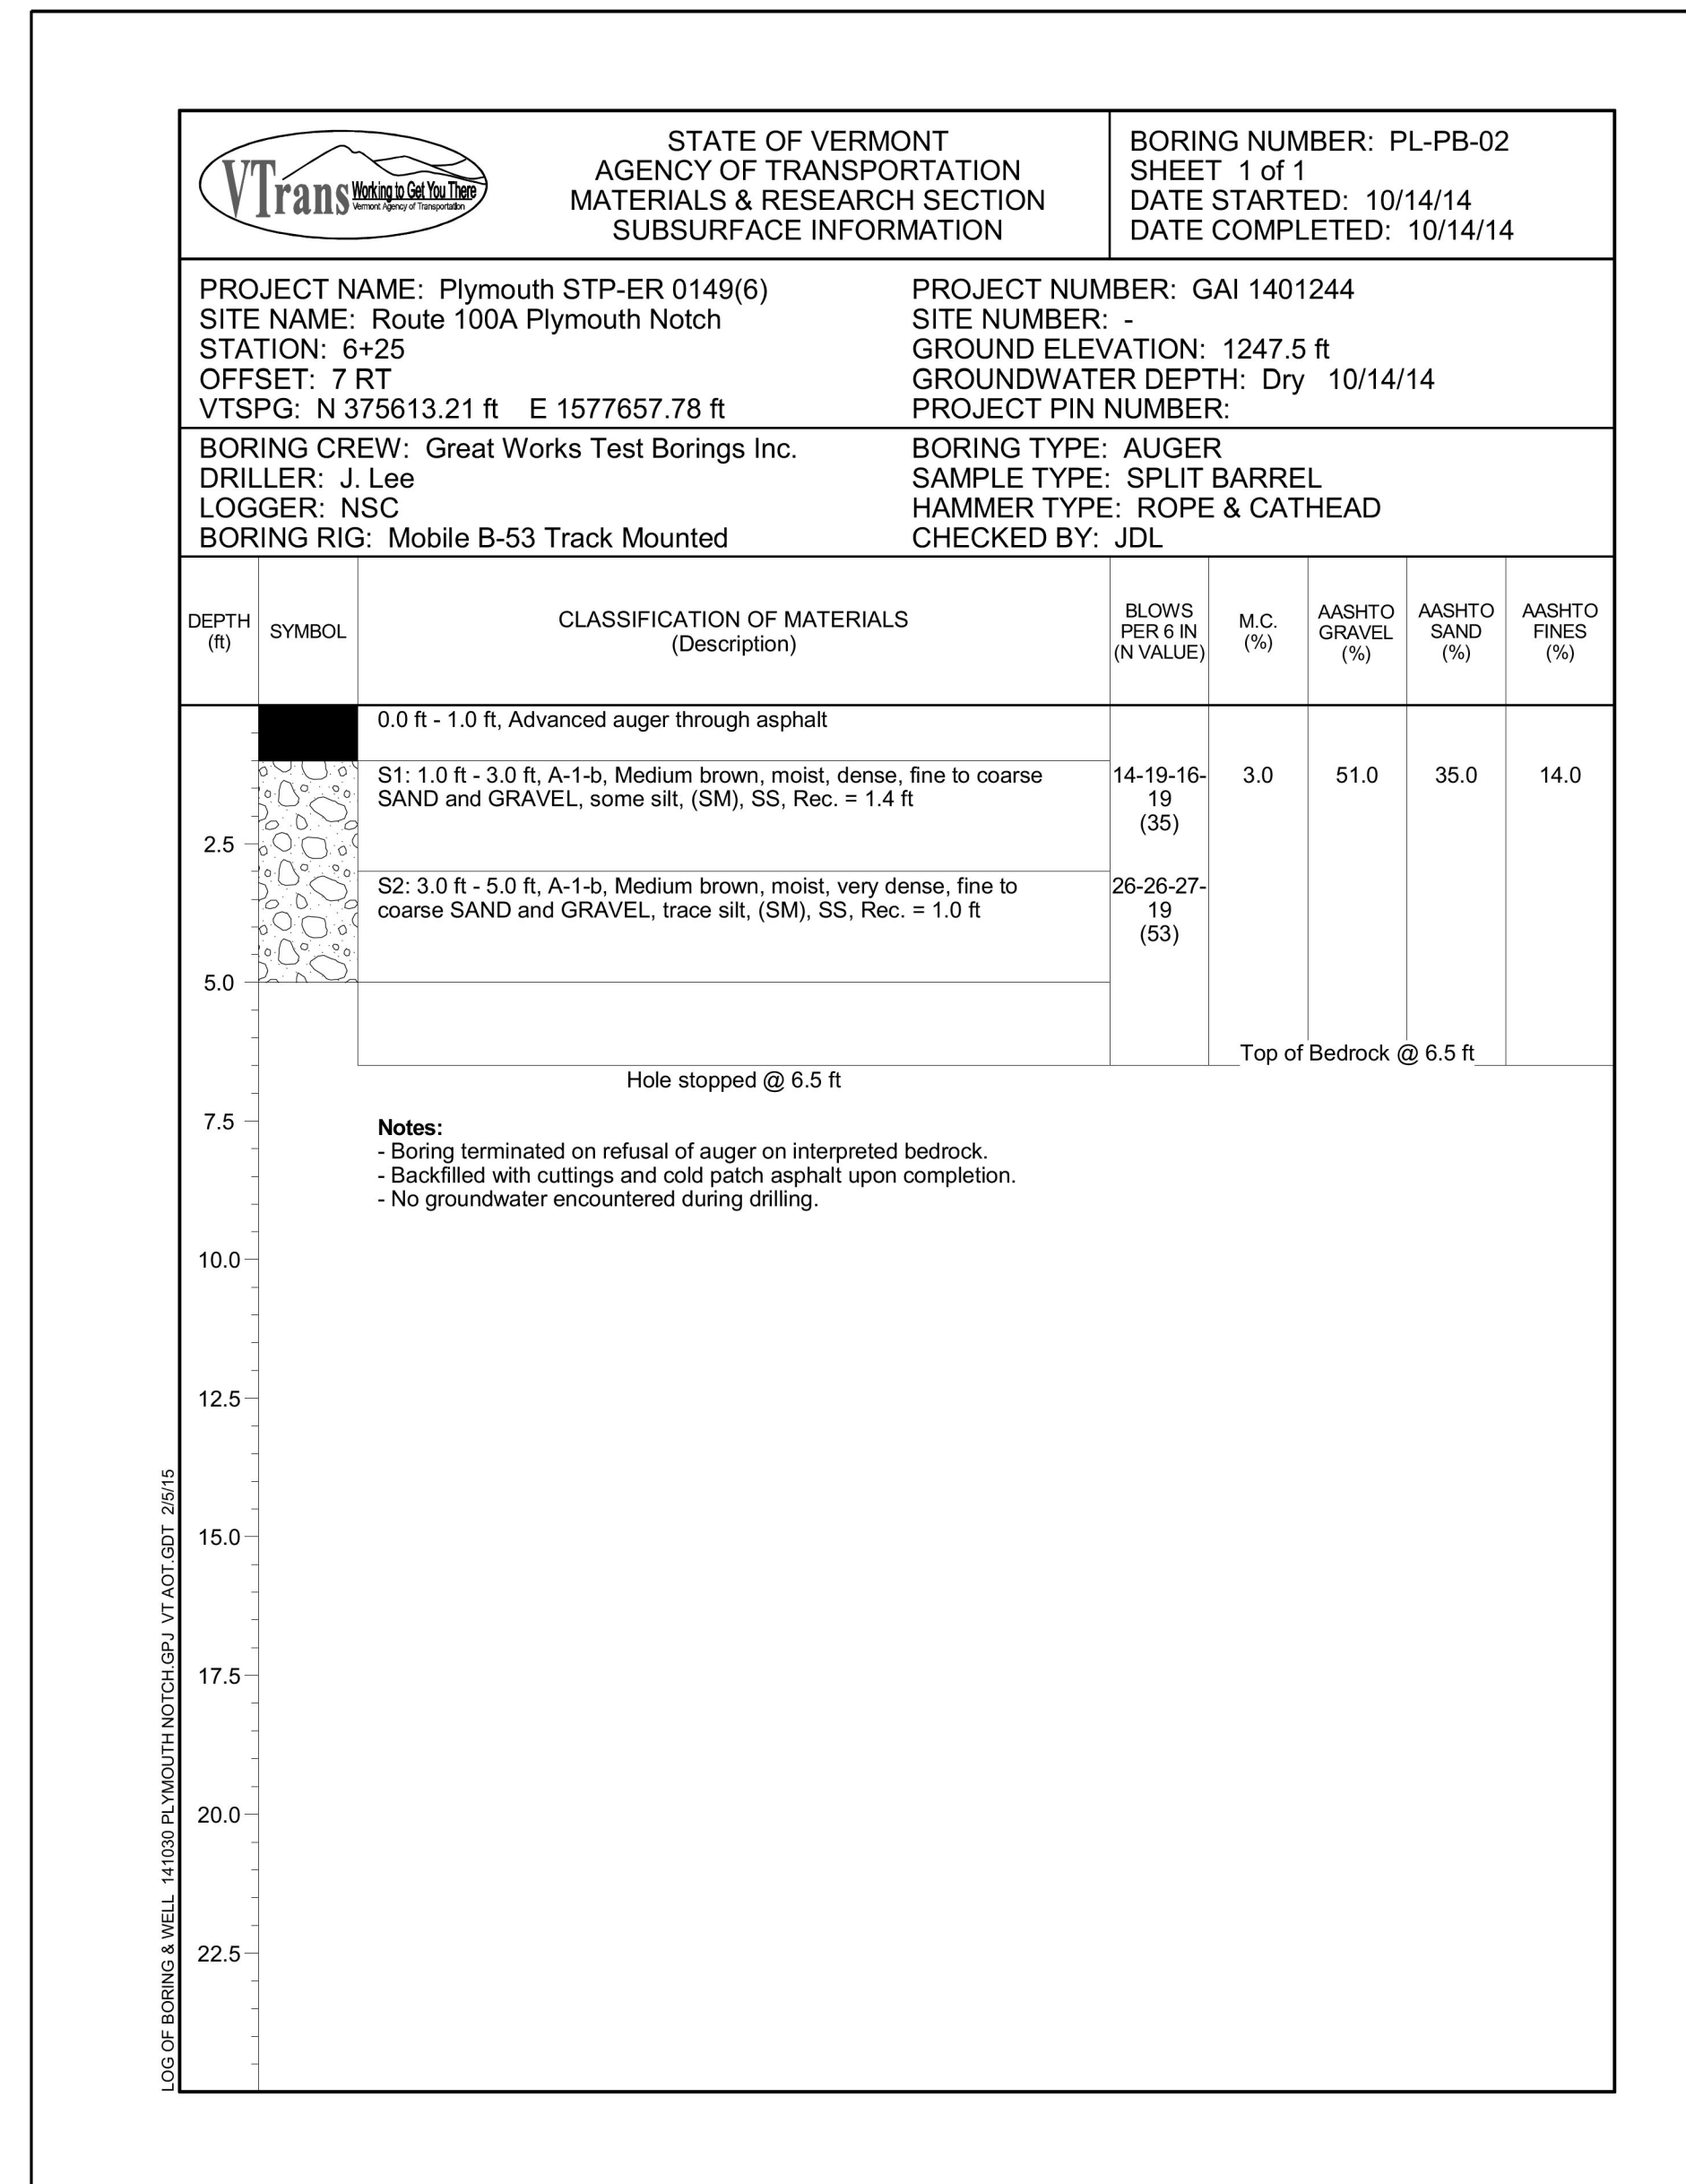 VTrans Working to Get You There
Vermont Agency of Transportation
STATE OF VERMONT
AGENCY OF TRANSPORTATION
MATERIALS & RESEARCH SECTION
SUBSURFACE INFORMATION
BORING NUMBER: PL-PB-02
SHEET 1 of 1
DATE STARTED: 10/14/14
DATE COMPLETED: 10/14/14
PROJECT NAME: Plymouth STP-ER 0149(6)
SITE NAME: Route 100A Plymouth Notch
STATION: 6+25
OFFSET: 7 RT
VTSPG: N 375613.21 ft E 1577657.78 ft
PROJECT NUMBER: GAI 1401244
SITE NUMBER: -
GROUND ELEVATION: 1247.5 ft
GROUNDWATER DEPTH: Dry 10/14/14
PROJECT PIN NUMBER:
BORING CREW: Great Works Test Borings Inc.
DRILLER: J. Lee
LOGGER: NSC
BORING RIG: Mobile B-53 Track Mounted
BORING TYPE: AUGER
SAMPLE TYPE: SPLIT BARREL
HAMMER TYPE: ROPE & CATHEAD
CHECKED BY: JDL
DEPTH
(ft)
SYMBOL
CLASSIFICATION OF MATERIALS
(Description)
BLOWS
PER 6 IN
(N VALUE)
M.C.
(%)
AASHTO
GRAVEL
(%)
AASHTO
SAND
(%)
AASHTO
FINES
(%)
0.0 ft - 1.0 ft, Advanced auger through asphalt
S1: 1.0 ft - 3.0 ft, A-1-b, Medium brown, moist, dense, fine to coarse
SAND and GRAVEL, some silt, (SM), SS, Rec. = 1.4 ft
14-19-16-
19
(35)
3.0
51.0
35.0
14.0
2.5
S2: 3.0 ft - 5.0 ft, A-1-b, Medium brown, moist, very dense, fine to
coarse SAND and GRAVEL, trace silt, (SM), SS, Rec. = 1.0 ft
26-26-27-
19
(53)
5.0
Top of Bedrock @ 6.5 ft
Hole stopped @ 6.5 ft
7.5
Notes:
- Boring terminated on refusal of auger on interpreted bedrock.
- Backfilled with cuttings and cold patch asphalt upon completion.
- No groundwater encountered during drilling.
10.0
12.5
15.0
17.5
20.0
22.5
LOG OF BORING & WELL 141030 PLYMOUTH NOTCH.GPJ VT AOT.GDT 2/5/15